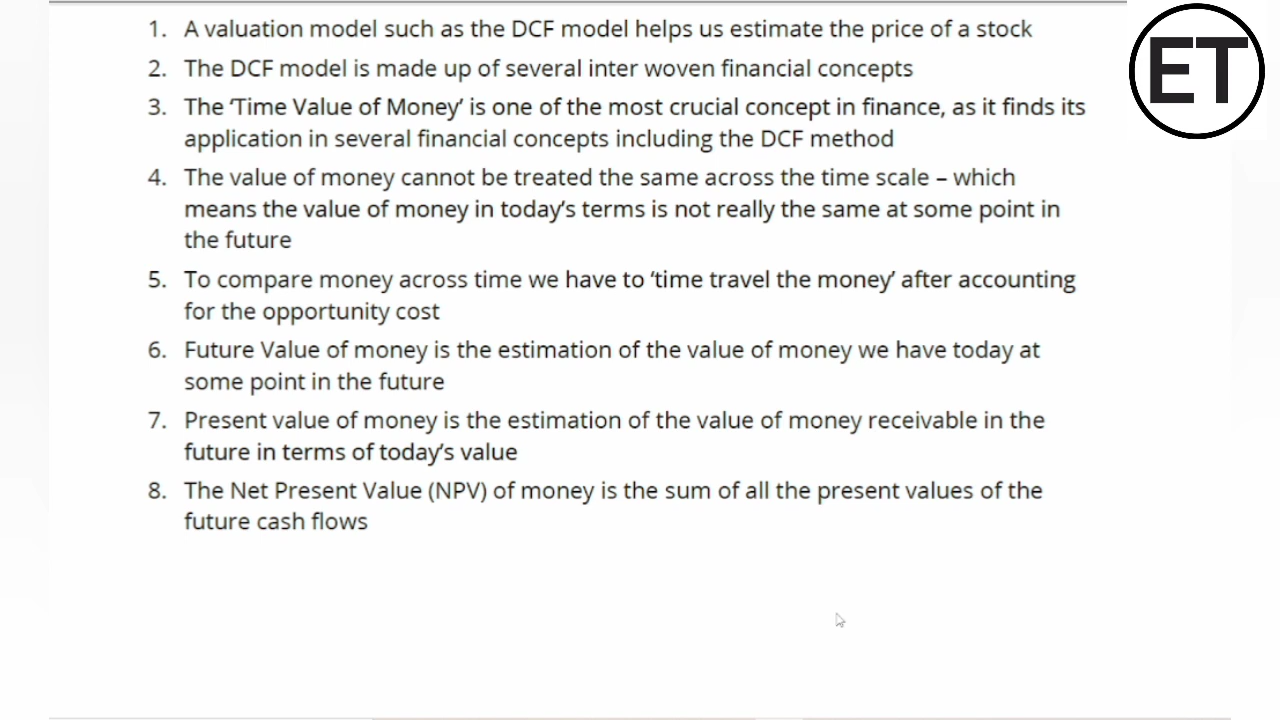 1. A valuation model such as the DCF model helps us estimate the price of a stock
2. The DCF model is made up of several inter woven financial concepts
3. The ‘Time Value of Money’ is one of the most crucial concept in finance, as it finds its
application in several financial concepts including the DCF method
4. The value of money cannot be treated the same across the time scale – which
means the value of money in today’s terms is not really the same at some point in
the future
5. To compare money across time we have to ‘time travel the money’ after accounting
for the opportunity cost
6. Future Value of money is the estimation of the value of money we have today at
some point in the future
7. Present value of money is the estimation of the value of money receivable in the
future in terms of today’s value
8. The Net Present Value (NPV) of money is the sum of all the present values of the
future cash flows
ET